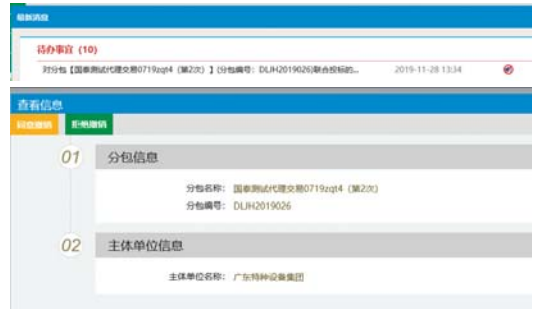 最新消息
待办事宜 (10)
对分包【国泰测试代理交易0719zqt4 (第2次) 】(分包编号: DLJH2019026)联合投标的...
2019-11-28 13:34
查看信息
同意撤销 拒绝撤销
01 分包信息
分包名称: 国泰测试代理交易0719zqt4 (第2次)
分包编号: DLJH2019026
02 主体单位信息
主体单位名称: 广东特种设备集团